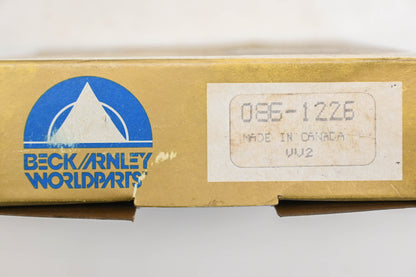 BECK/ARNLEY
WORLDPARTS
086-1226
MADE IN CANADA
VV2